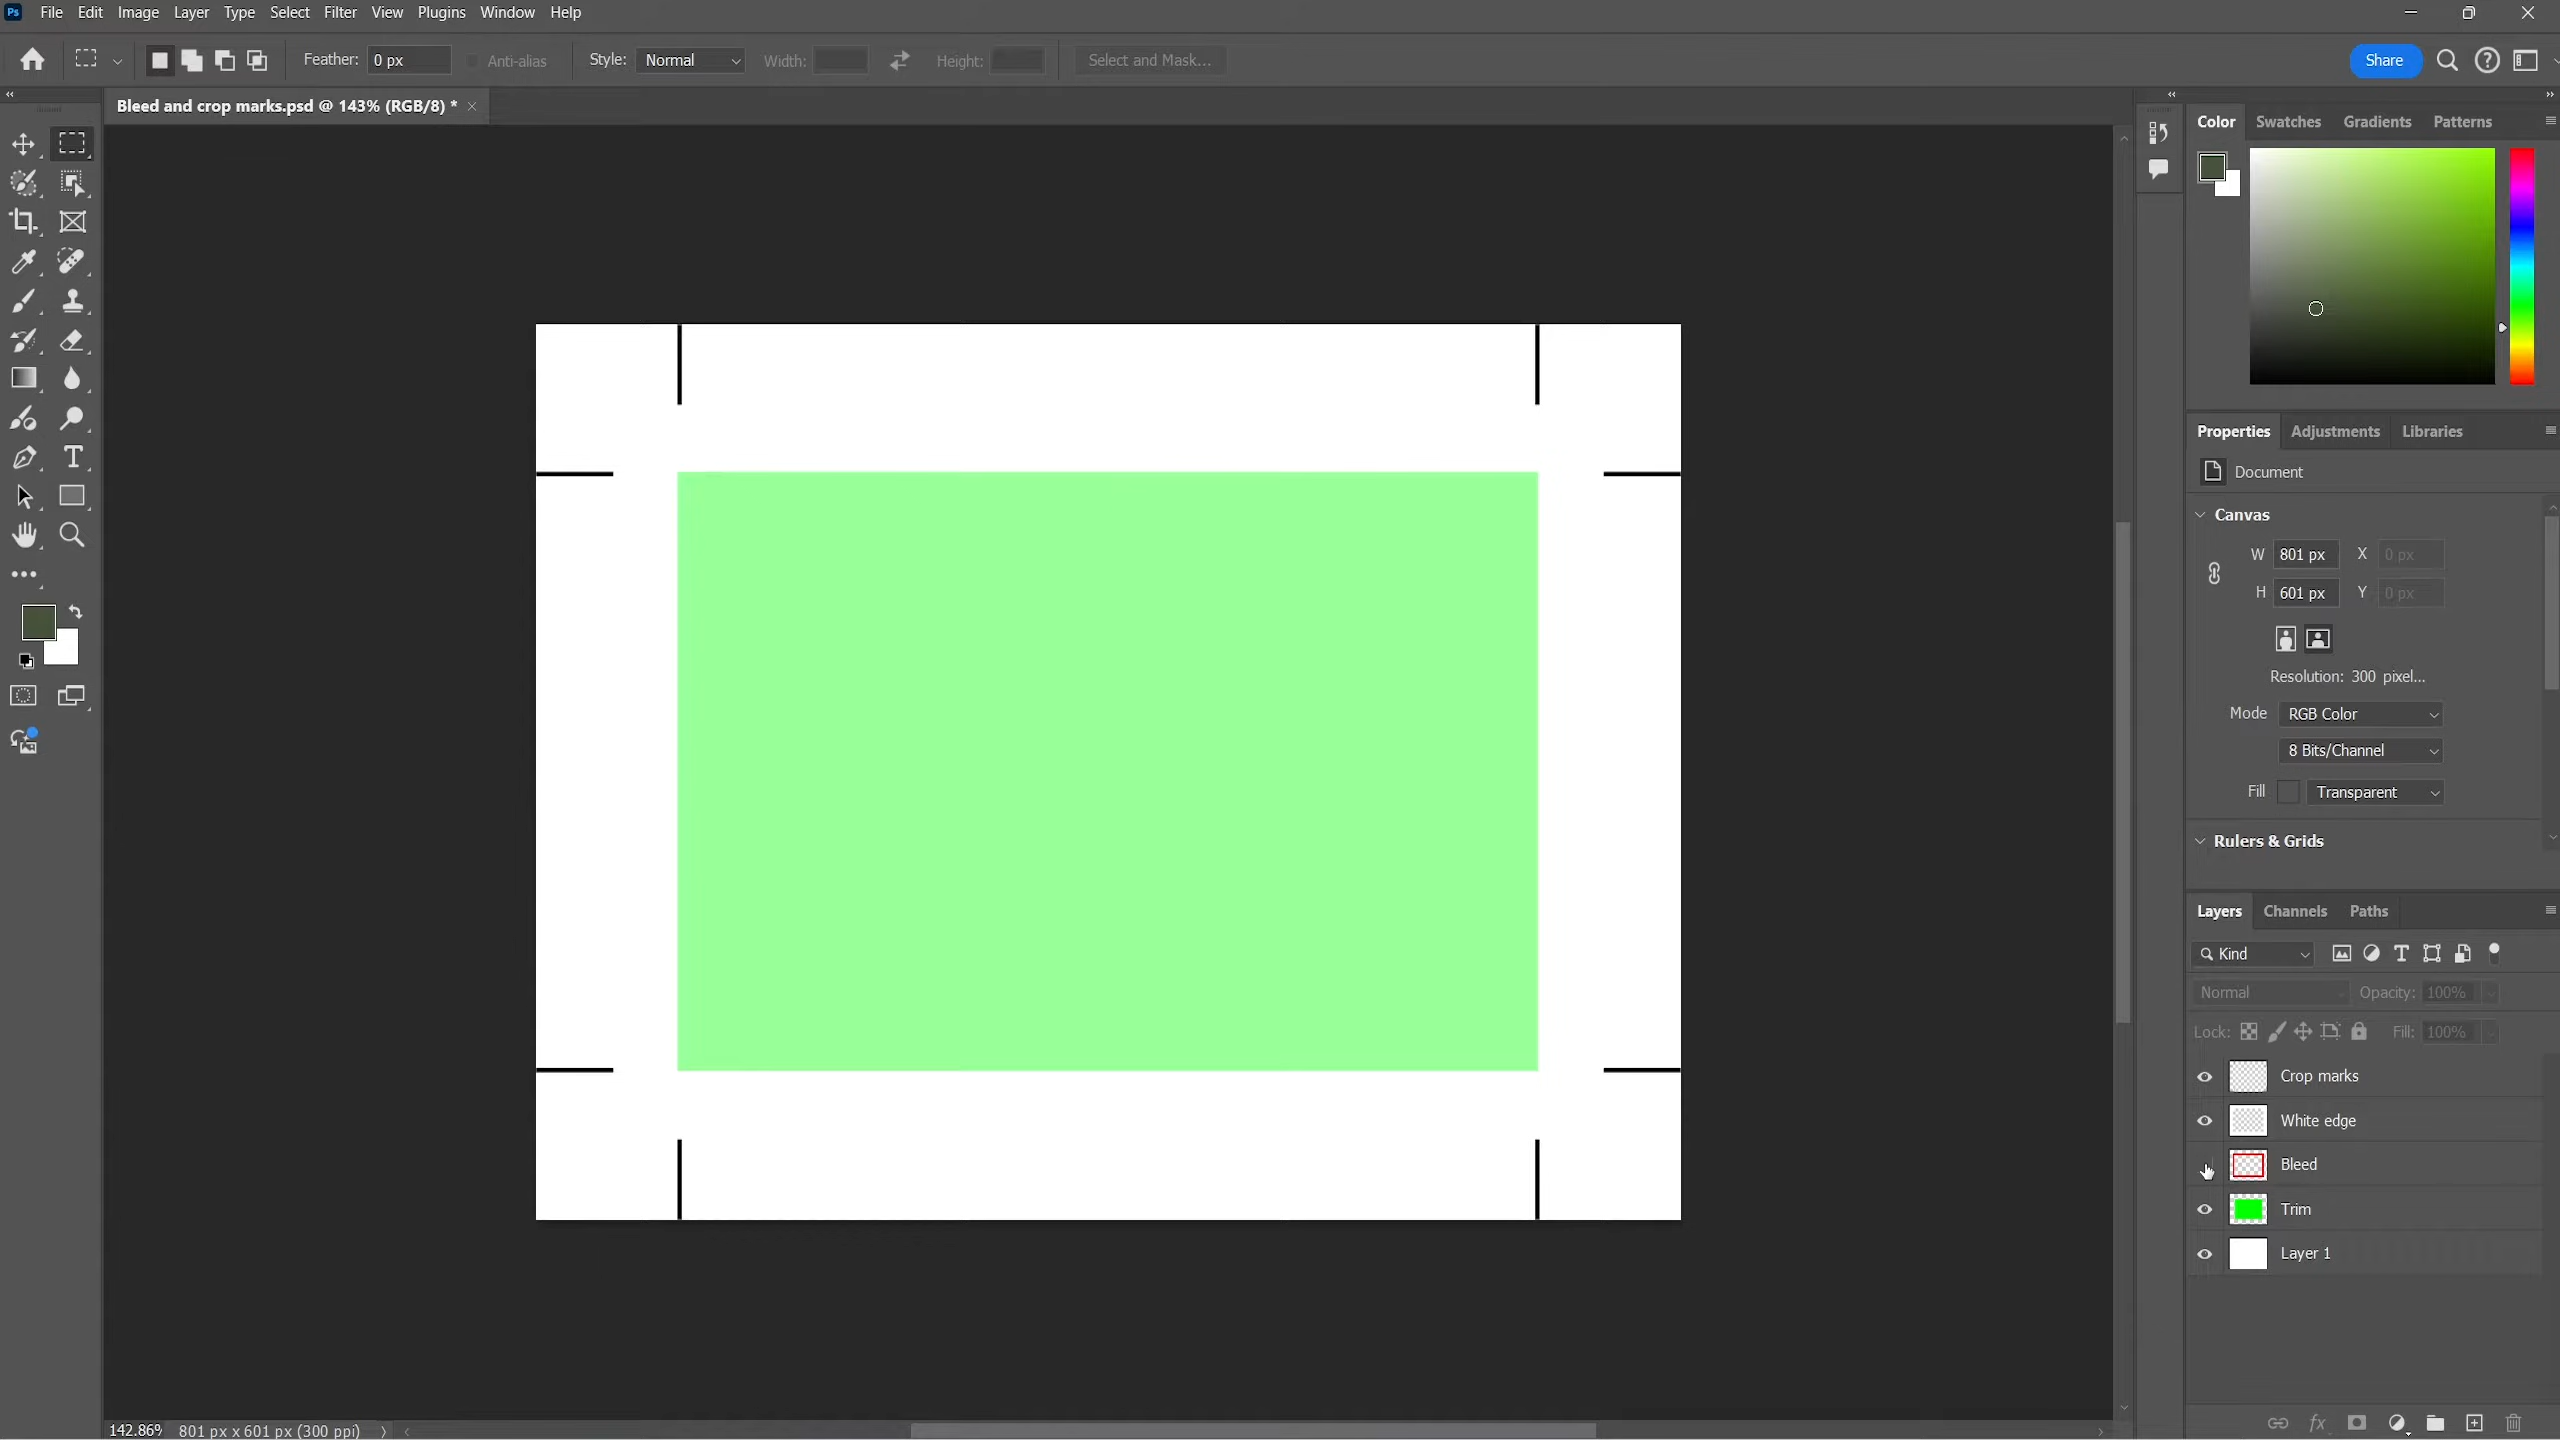 Ps File Edit Image Layer Type Select Filter View Plugins Window Help
Feather: 0 px Anti-alias Style: Normal Width: Height: Select and Mask... Share
Bleed and crop marks.psd @ 143% (RGB/8) *
Color Swatches Gradients Patterns
Properties Adjustments Libraries
Document
Canvas
W 801 px X 0 px
H 601 px Y 0 px
Resolution: 300 pixel...
Mode RGB Color
8 Bits/Channel
Fill Transparent
Rulers & Grids
Layers Channels Paths
Kind
Normal Opacity: 100%
Lock: Fill: 100%
Crop marks
White edge
Bleed
Trim
Layer 1
142.86% 801 px x 601 px (300 ppi)